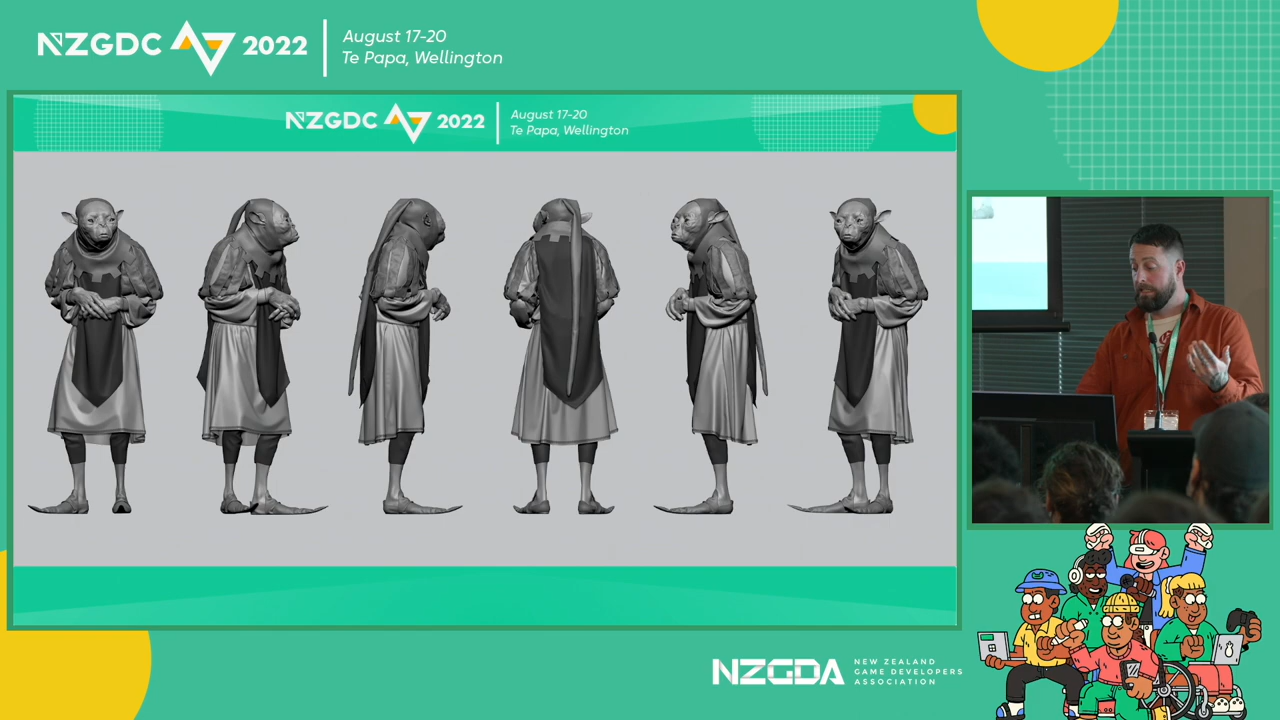 NZGDC 2022
August 17-20
Te Papa, Wellington
NZGDC 2022
August 17-20
Te Papa, Wellington
NZGDA
NEW ZEALAND
GAME DEVELOPERS
ASSOCIATION